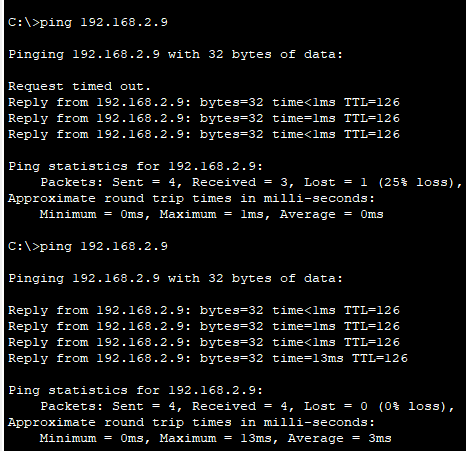 C:\>ping 192.168.2.9
Pinging 192.168.2.9 with 32 bytes of data:
Request timed out.
Reply from 192.168.2.9: bytes=32 time<1ms TTL=126
Reply from 192.168.2.9: bytes=32 time=1ms TTL=126
Reply from 192.168.2.9: bytes=32 time<1ms TTL=126
Ping statistics for 192.168.2.9:
    Packets: Sent = 4, Received = 3, Lost = 1 (25% loss),
Approximate round trip times in milli-seconds:
    Minimum = 0ms, Maximum = 1ms, Average = 0ms
C:\>ping 192.168.2.9
Pinging 192.168.2.9 with 32 bytes of data:
Reply from 192.168.2.9: bytes=32 time<1ms TTL=126
Reply from 192.168.2.9: bytes=32 time=1ms TTL=126
Reply from 192.168.2.9: bytes=32 time<1ms TTL=126
Reply from 192.168.2.9: bytes=32 time=13ms TTL=126
Ping statistics for 192.168.2.9:
    Packets: Sent = 4, Received = 4, Lost = 0 (0% loss),
Approximate round trip times in milli-seconds:
    Minimum = 0ms, Maximum = 13ms, Average = 3ms